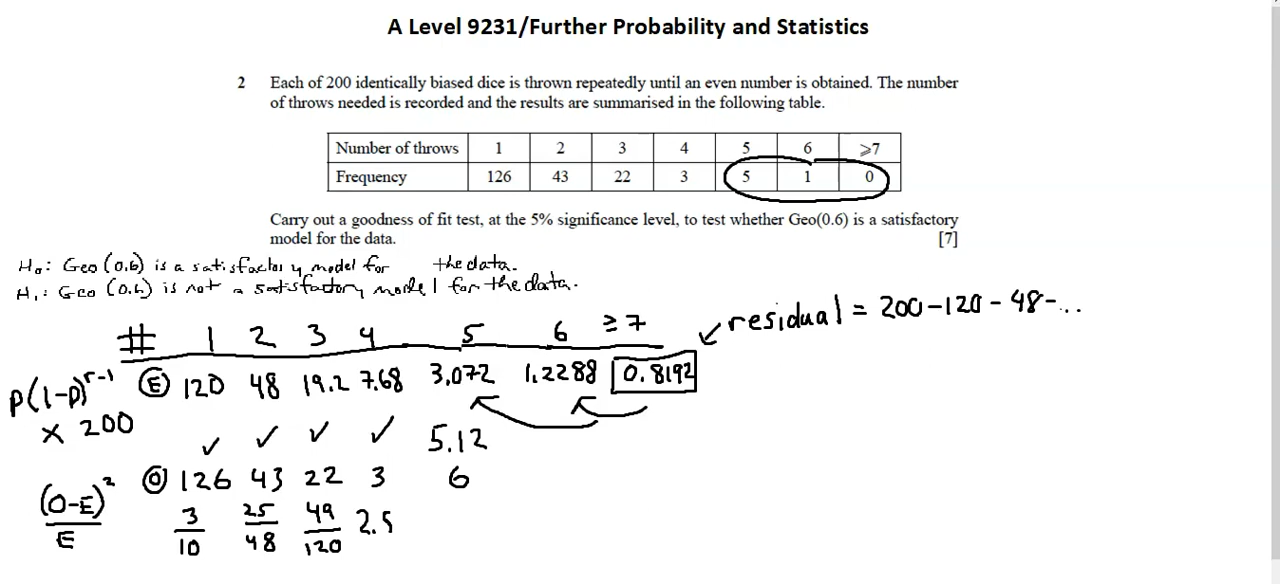 A Level 9231/Further Probability and Statistics
2 Each of 200 identically biased dice is thrown repeatedly until an even number is obtained. The number
of throws needed is recorded and the results are summarised in the following table.
Number of throws 1 2 3 4 5 6 ⩾7
Frequency 126 43 22 3 5 1 0
Carry out a goodness of fit test, at the 5% significance level, to test whether Geo(0.6) is a satisfactory
model for the data. [7]
H₀: Geo(0.6) is a satisfactory model for the data.
H₁: Geo (0.6) is not a satisfactory model for the data.
residual = 200-120-48-...
# 1 2 3 4 5 6 ≥7
p(1-p)^(r-1) × 200
Ⓔ 120 48 19.2 7.68 3.072 1.2288 0.8192
✓ ✓ ✓ ✓ 5.12
Ⓞ 126 43 22 3 6
(O-E)²/E 3/10 25/48 49/120 2.5